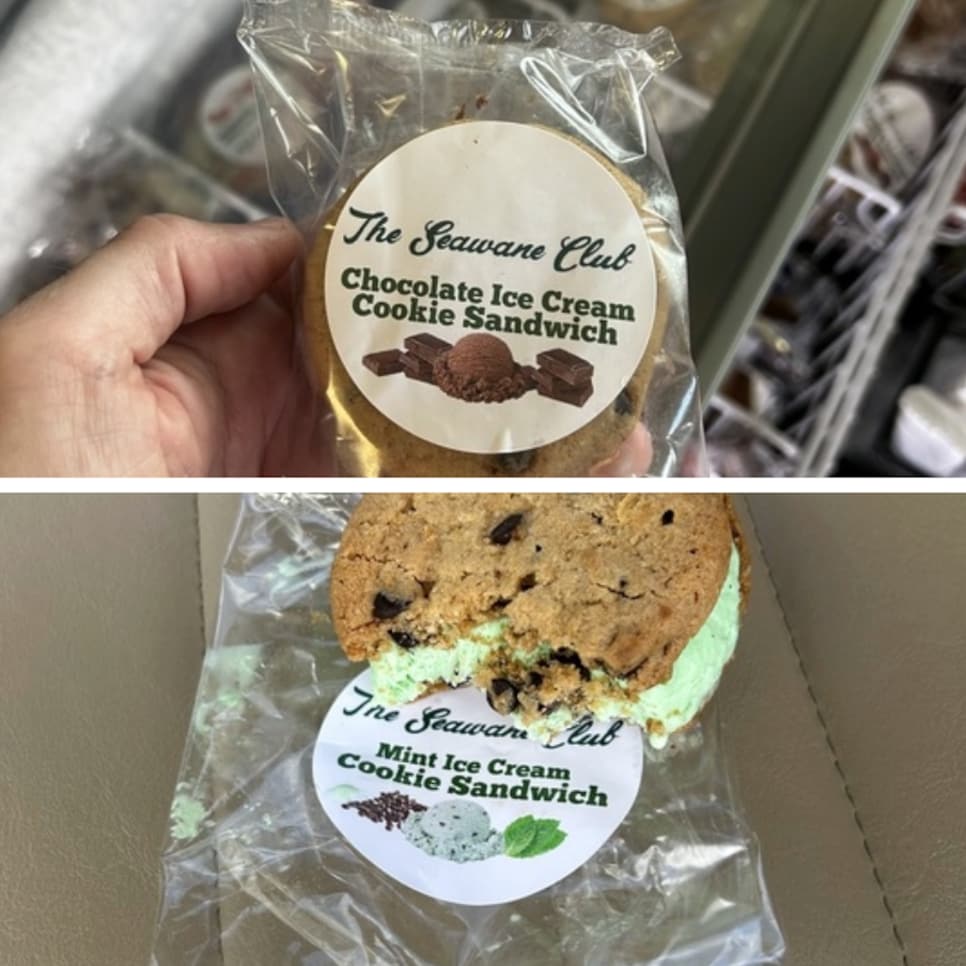 The Seawane Club
Chocolate Ice Cream
Cookie Sandwich
The Seawane Club
Mint Ice Cream
Cookie Sandwich